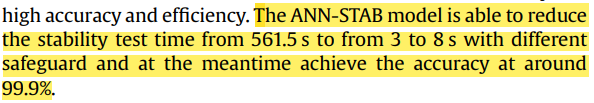 high accuracy and efficiency. The ANN-STAB model is able to reduce
the stability test time from 561.5 s to from 3 to 8 s with different
safeguard and at the meantime achieve the accuracy at around
99.9%.